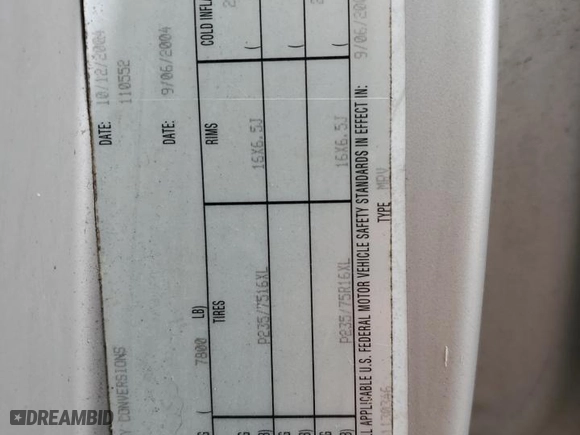 Y CONVERSIONS DATE: 10/12/2004
110552
DATE: 9/06/2004
7800 LB)
TIRES RIMS COLD INFL
P235/7516XL 16X6.5J
P235/75R16XL 16X6.5J
LL APPLICABLE U.S. FEDERAL MOTOR VEHICLE SAFETY STANDARDS IN EFFECT IN: 9/06/200
TYPE MPV
DREAMBID